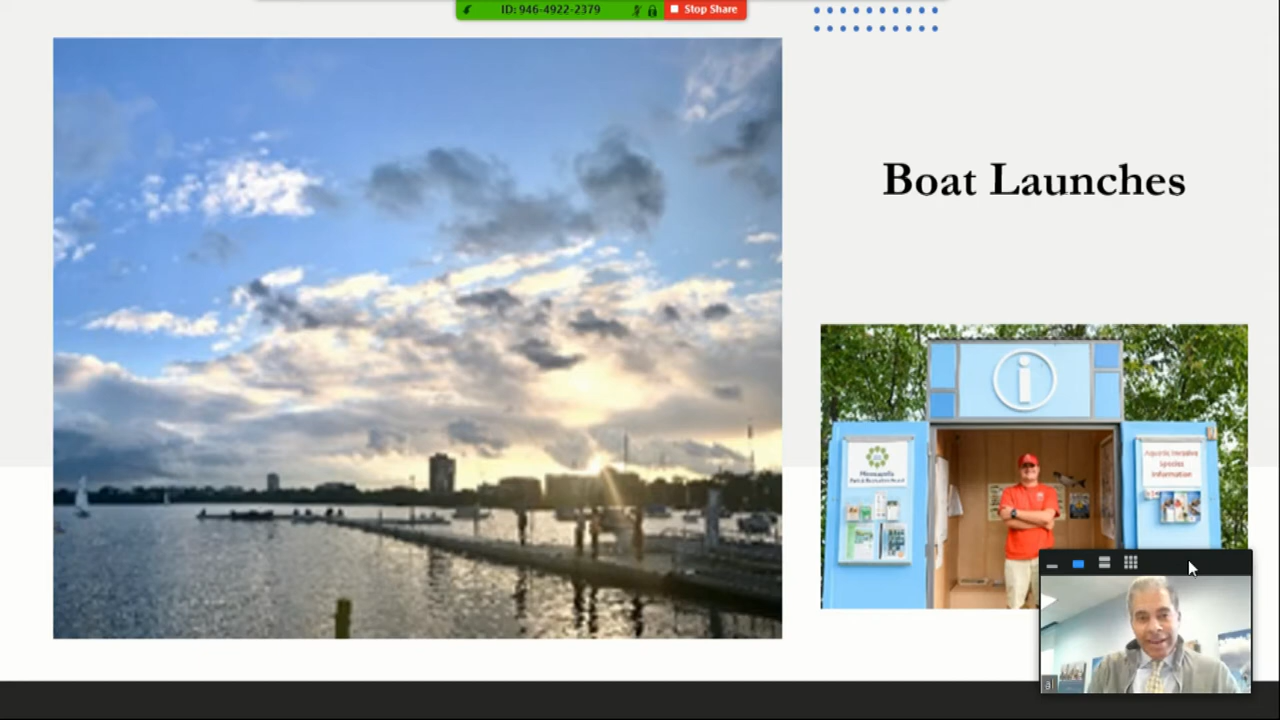 ID: 946-4922-2379
Stop Share
Boat Launches
i
Minneapolis
Park & Recreation Board
Aquatic Invasive
Species
Information